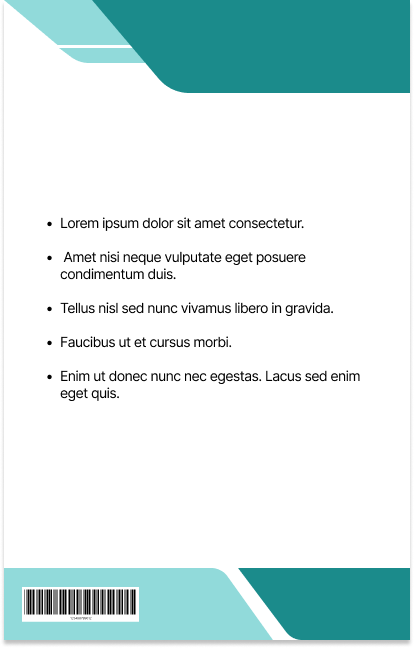 • Lorem ipsum dolor sit amet consectetur.
• Amet nisi neque vulputate eget posuere
condimentum duis.
• Tellus nisl sed nunc vivamus libero in gravida.
• Faucibus ut et cursus morbi.
• Enim ut donec nunc nec egestas. Lacus sed enim
eget quis.